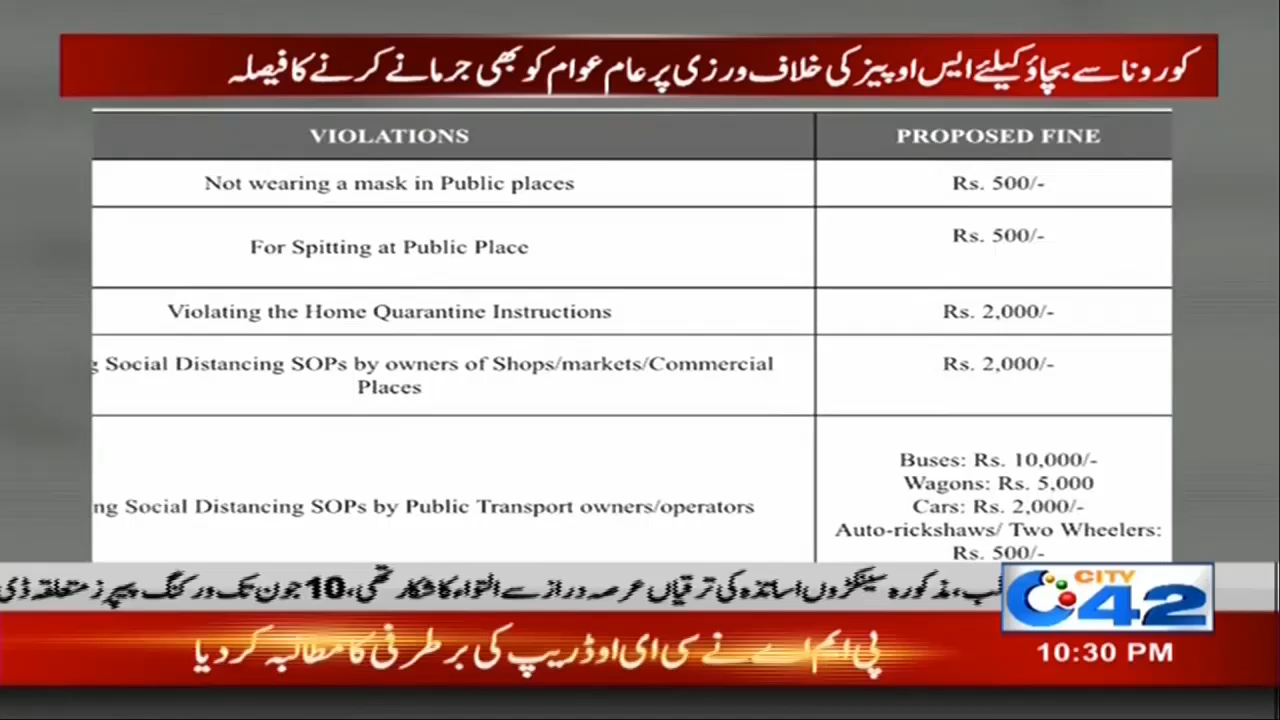 کورونا سے بچاؤ کیلئے ایس او پیز کی خلاف ورزی پر عام عوام کو بھی جرمانے کرنے کا فیصلہ
VIOLATIONS PROPOSED FINE
Not wearing a mask in Public places Rs. 500/-
For Spitting at Public Place Rs. 500/-
Violating the Home Quarantine Instructions Rs. 2,000/-
g Social Distancing SOPs by owners of Shops/markets/Commercial Rs. 2,000/-
Places
Buses: Rs. 10,000/-
Wagons: Rs. 5,000
ng Social Distancing SOPs by Public Transport owners/operators Cars: Rs. 2,000/-
Auto-rickshaws/ Two Wheelers:
Rs. 500/-
مذکورہ سینکڑوں اساتذہ کی ترقیاں عرصہ دراز سے التواء کا شکار تھی، 10 جون تک ورکنگ پیپرز متعلقہ ڈی
CITY
42
پی ایم اے نے سی ای او ڈریپ کی برطرفی کا مطالبہ کر دیا
10:30 PM